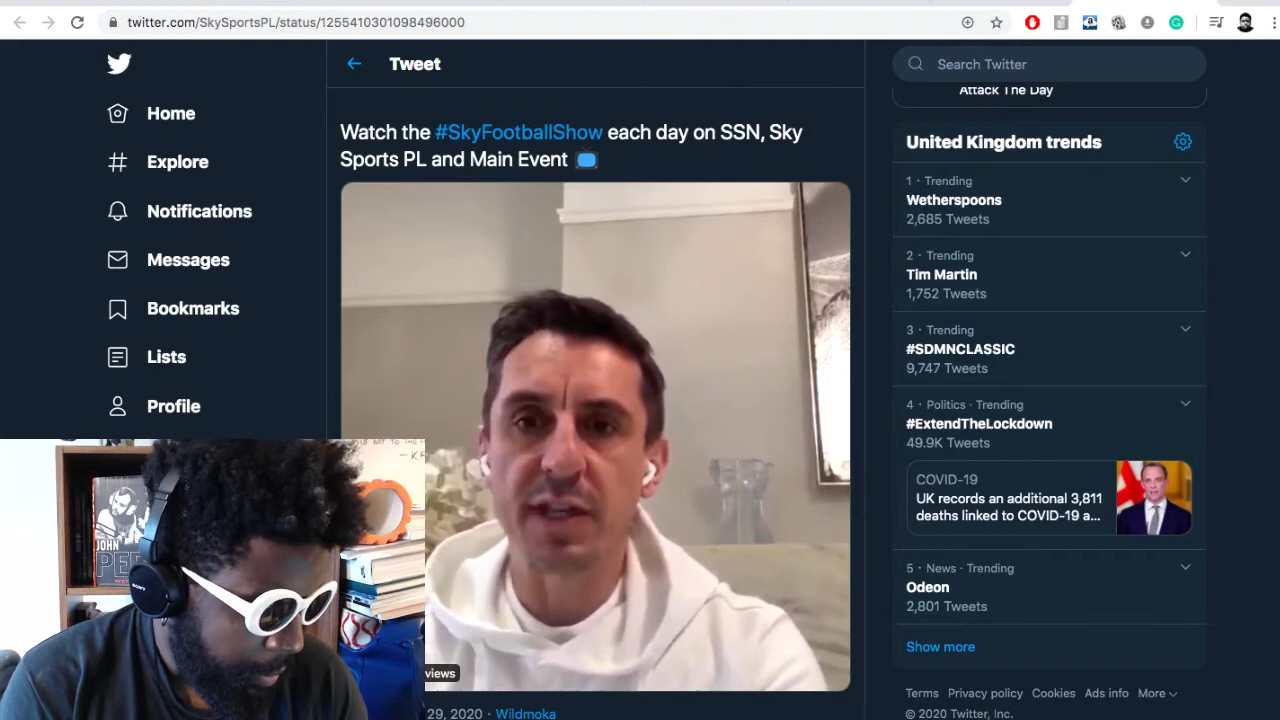 twitter.com/SkySportsPL/status/1255410301098496000
Home
Explore
Notifications
Messages
Bookmarks
Lists
Profile
Tweet
Watch the #SkyFootballShow each day on SSN, Sky
Sports PL and Main Event
views
29, 2020 · Wildmoka
Search Twitter
Attack The Day
United Kingdom trends
1 · Trending
Wetherspoons
2,685 Tweets
2 · Trending
Tim Martin
1,752 Tweets
3 · Trending
#SDMNCLASSIC
9,747 Tweets
4 · Politics · Trending
#ExtendTheLockdown
49.9K Tweets
COVID-19
UK records an additional 3,811
deaths linked to COVID-19 a...
5 · News · Trending
Odeon
2,801 Tweets
Show more
Terms Privacy policy Cookies Ads info More
© 2020 Twitter, Inc.
JOHN
SONY